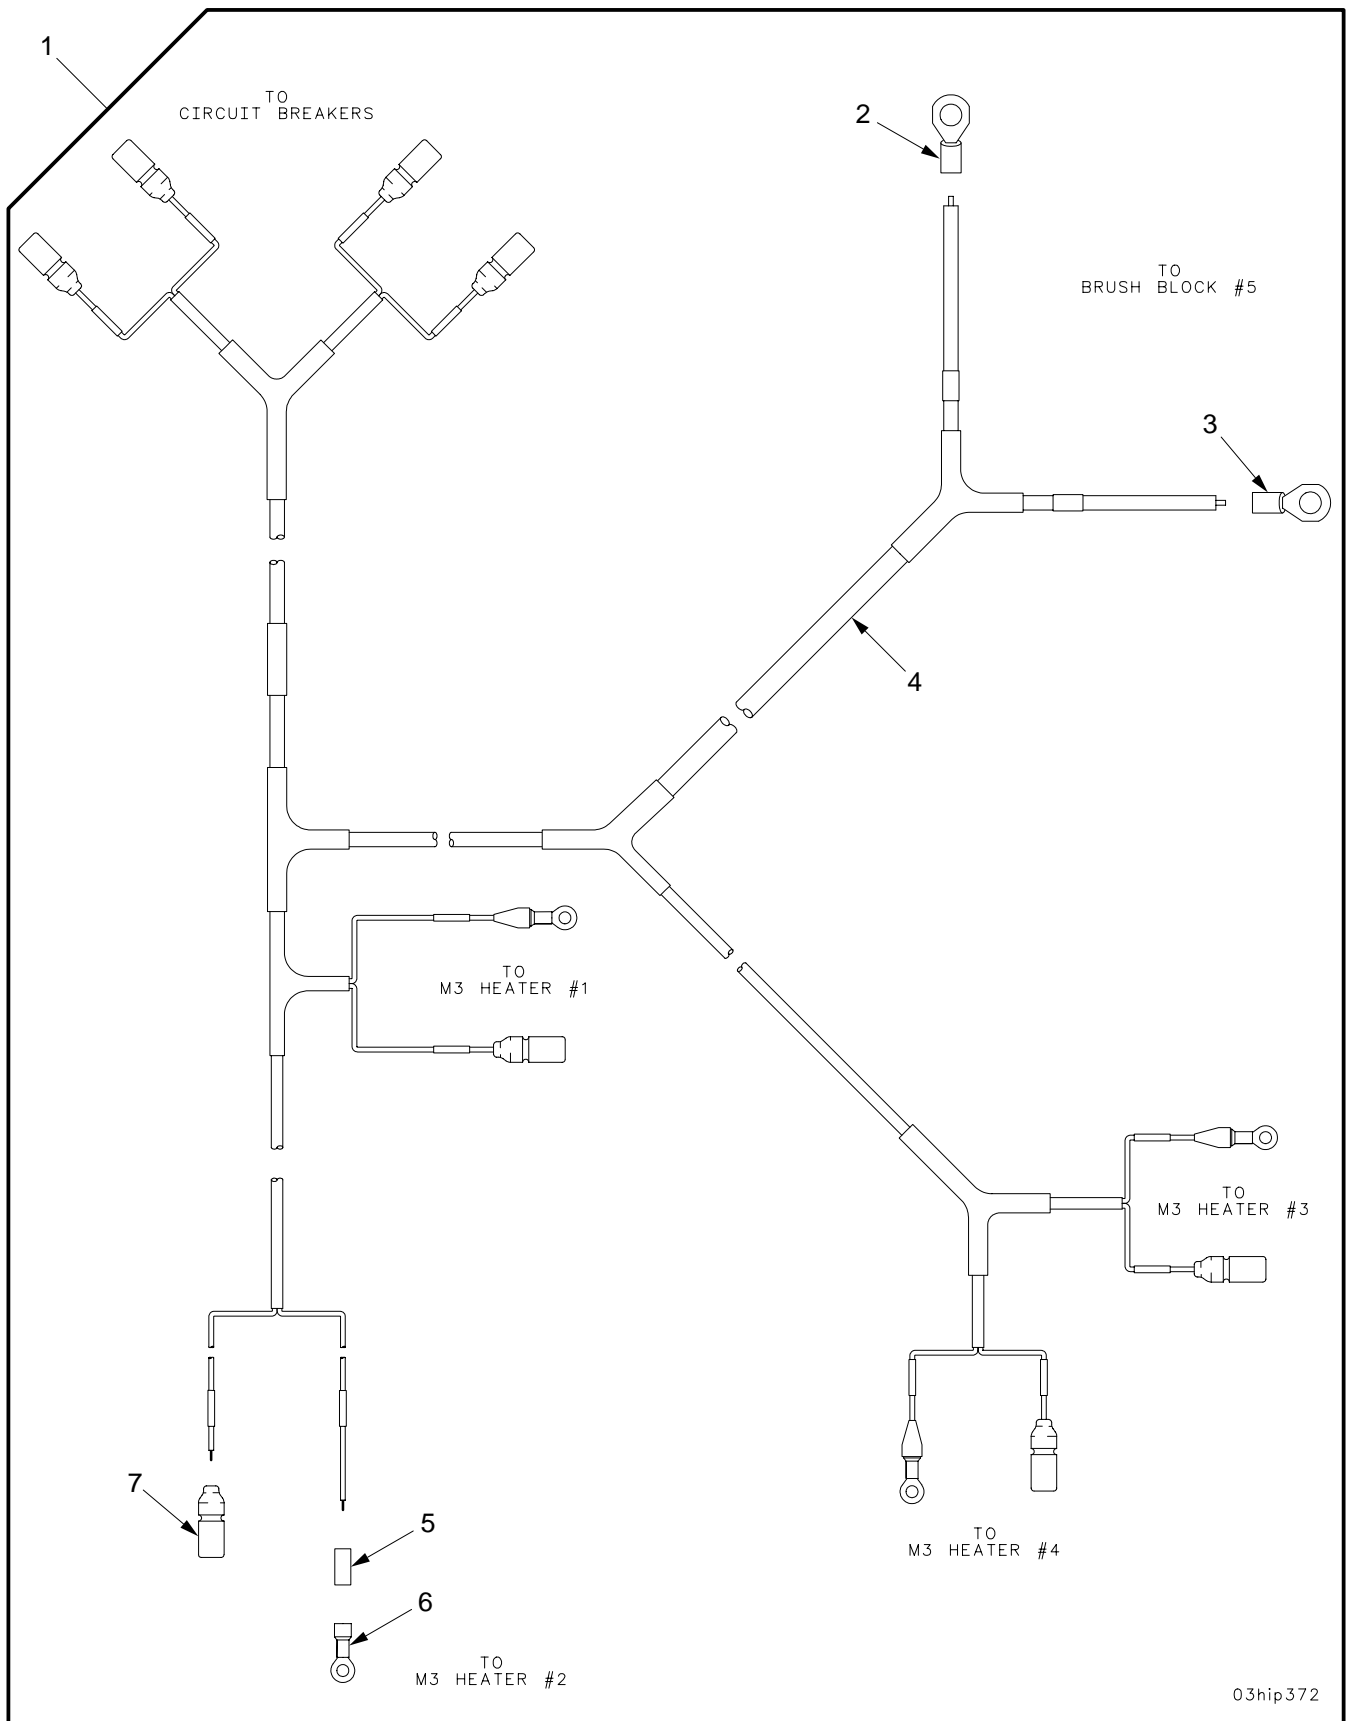 1
TO
CIRCUIT BREAKERS
2
TO
BRUSH BLOCK #5
3
4
TO
M3 HEATER #1
TO
M3 HEATER #3
7
5
TO
M3 HEATER #4
6
TO
M3 HEATER #2
03hip372